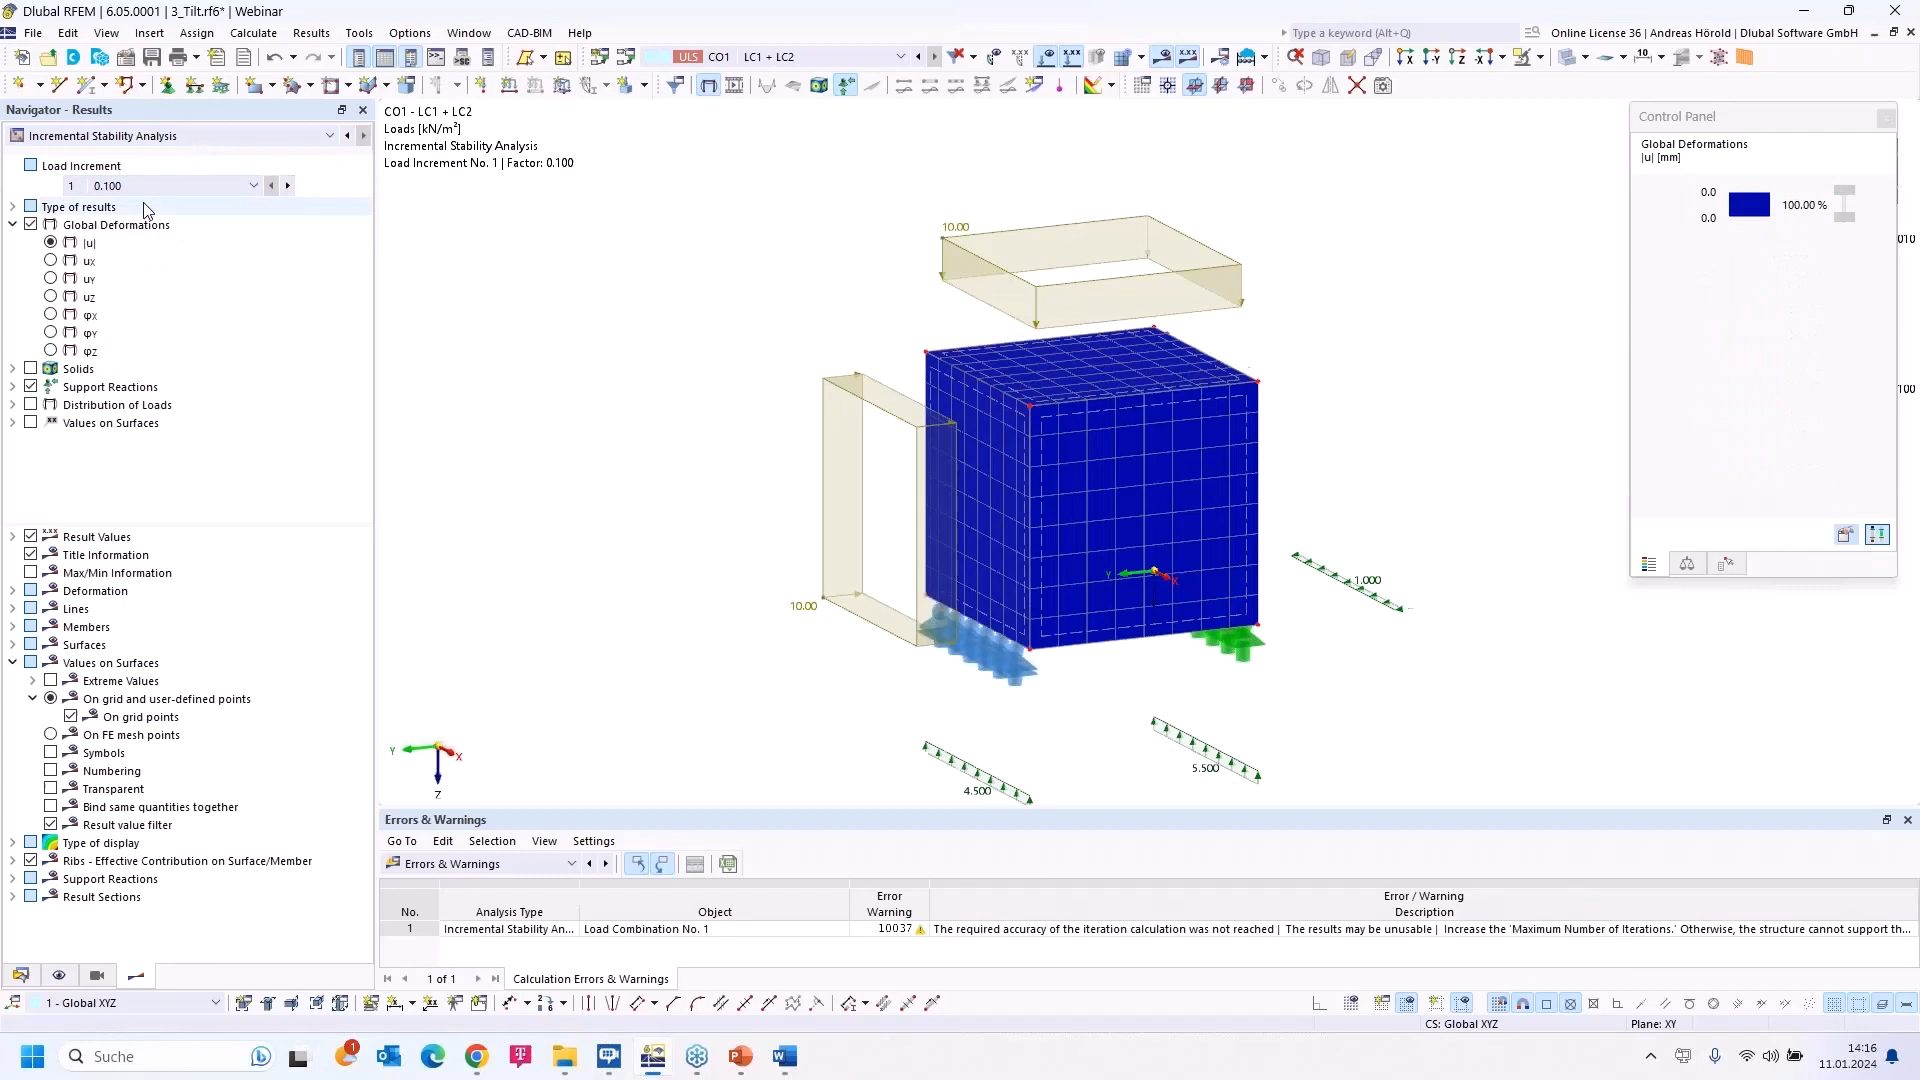 Dlubal RFEM | 6.05.0001 | 3_Tilt.rf6* | Webinar
File Edit View Insert Assign Calculate Results Tools Options Window CAD-BIM Help
Type a keyword (Alt+Q)
Online License 36 | Andreas Hörold | Dlubal Software GmbH
ULS CO1 LC1 + LC2
Navigator - Results
Incremental Stability Analysis
Load Increment
1 0.100
Type of results
Global Deformations
|u|
uX
uY
uZ
φX
φY
φZ
Solids
Support Reactions
Distribution of Loads
Values on Surfaces
Result Values
Title Information
Max/Min Information
Deformation
Lines
Members
Surfaces
Values on Surfaces
Extreme Values
On grid and user-defined points
On grid points
On FE mesh points
Symbols
Numbering
Transparent
Bind same quantities together
Result value filter
Type of display
Ribs - Effective Contribution on Surface/Member
Support Reactions
Result Sections
1 - Global XYZ
CO1 - LC1 + LC2
Loads [kN/m²]
Incremental Stability Analysis
Load Increment No. 1 | Factor: 0.100
10.00
10.00
1.000
5.500
4.500
Y
X
Y
X
Z
Control Panel
Global Deformations
|u| [mm]
0.0
0.0
100.00 %
010
100
Errors & Warnings
Go To Edit Selection View Settings
Errors & Warnings
No. Analysis Type Object Error Warning Error / Warning Description
1 Incremental Stability An... Load Combination No. 1 10037 The required accuracy of the iteration calculation was not reached | The results may be unusable | Increase the 'Maximum Number of Iterations.' Otherwise, the structure cannot support th...
1 of 1 Calculation Errors & Warnings
CS: Global XYZ Plane: XY
Suche
1
14:16
11.01.2024